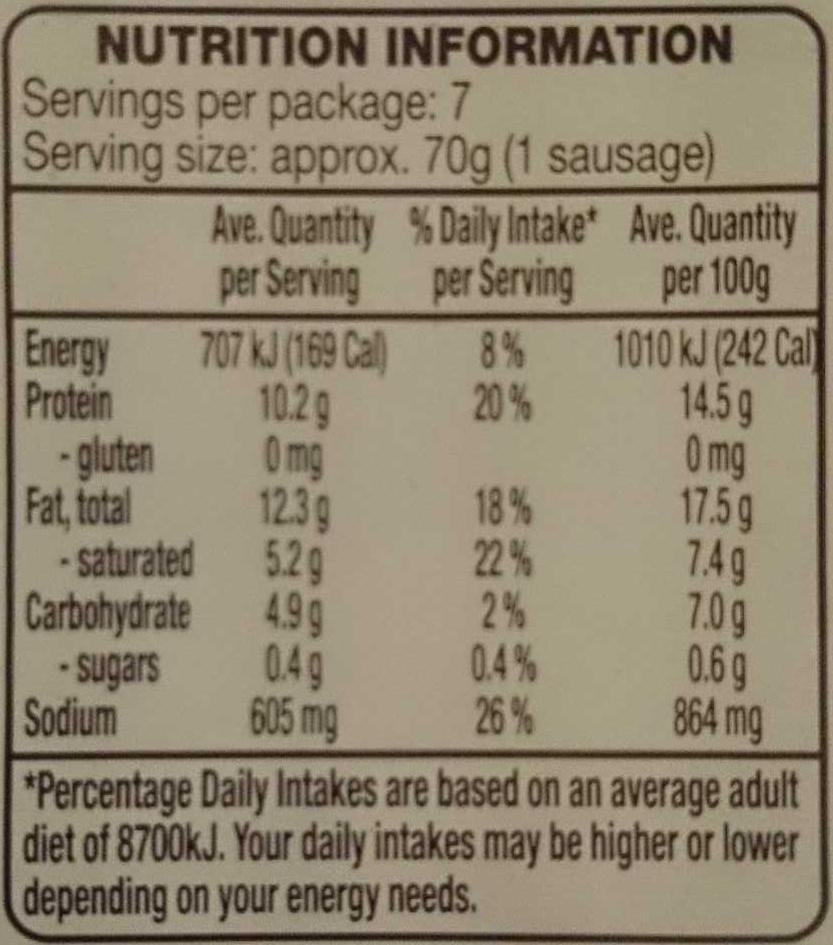 NUTRITION INFORMATION
Servings per package: 7
Serving size: approx. 70g (1 sausage)
Ave. Quantity % Daily Intake* Ave. Quantity
per Serving per Serving per 100g
Energy 707 kJ (169 Cal) 8 % 1010 kJ (242 Cal)
Protein 10.2 g 20 % 14.5 g
- gluten 0 mg 0 mg
Fat, total 12.3 g 18 % 17.5 g
- saturated 5.2 g 22 % 7.4 g
Carbohydrate 4.9 g 2 % 7.0 g
- sugars 0.4 g 0.4 % 0.6 g
Sodium 605 mg 26 % 864 mg
*Percentage Daily Intakes are based on an average adult
diet of 8700kJ. Your daily intakes may be higher or lower
depending on your energy needs.